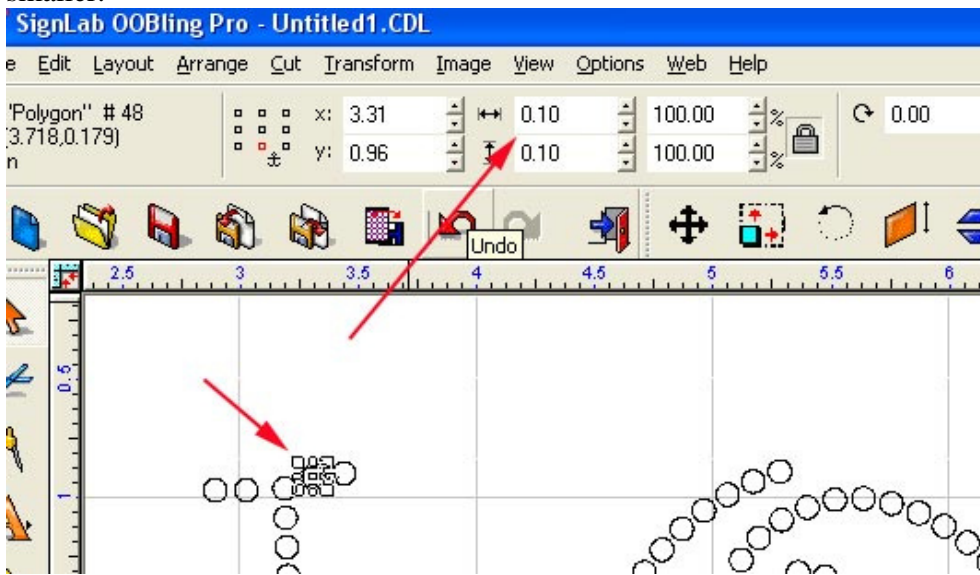 smaller.
SignLab OOBling Pro - Untitled1.CDL
e Edit Layout Arrange Cut Transform Image View Options Web Help
"Polygon" # 48
(3.718,0.179)
n
x: 3.31
y: 0.96
0.10
0.10
100.00 %
100.00 %
0.00
Undo
2.5 3 3.5 4 4.5 5 5.5 6
0.5
1